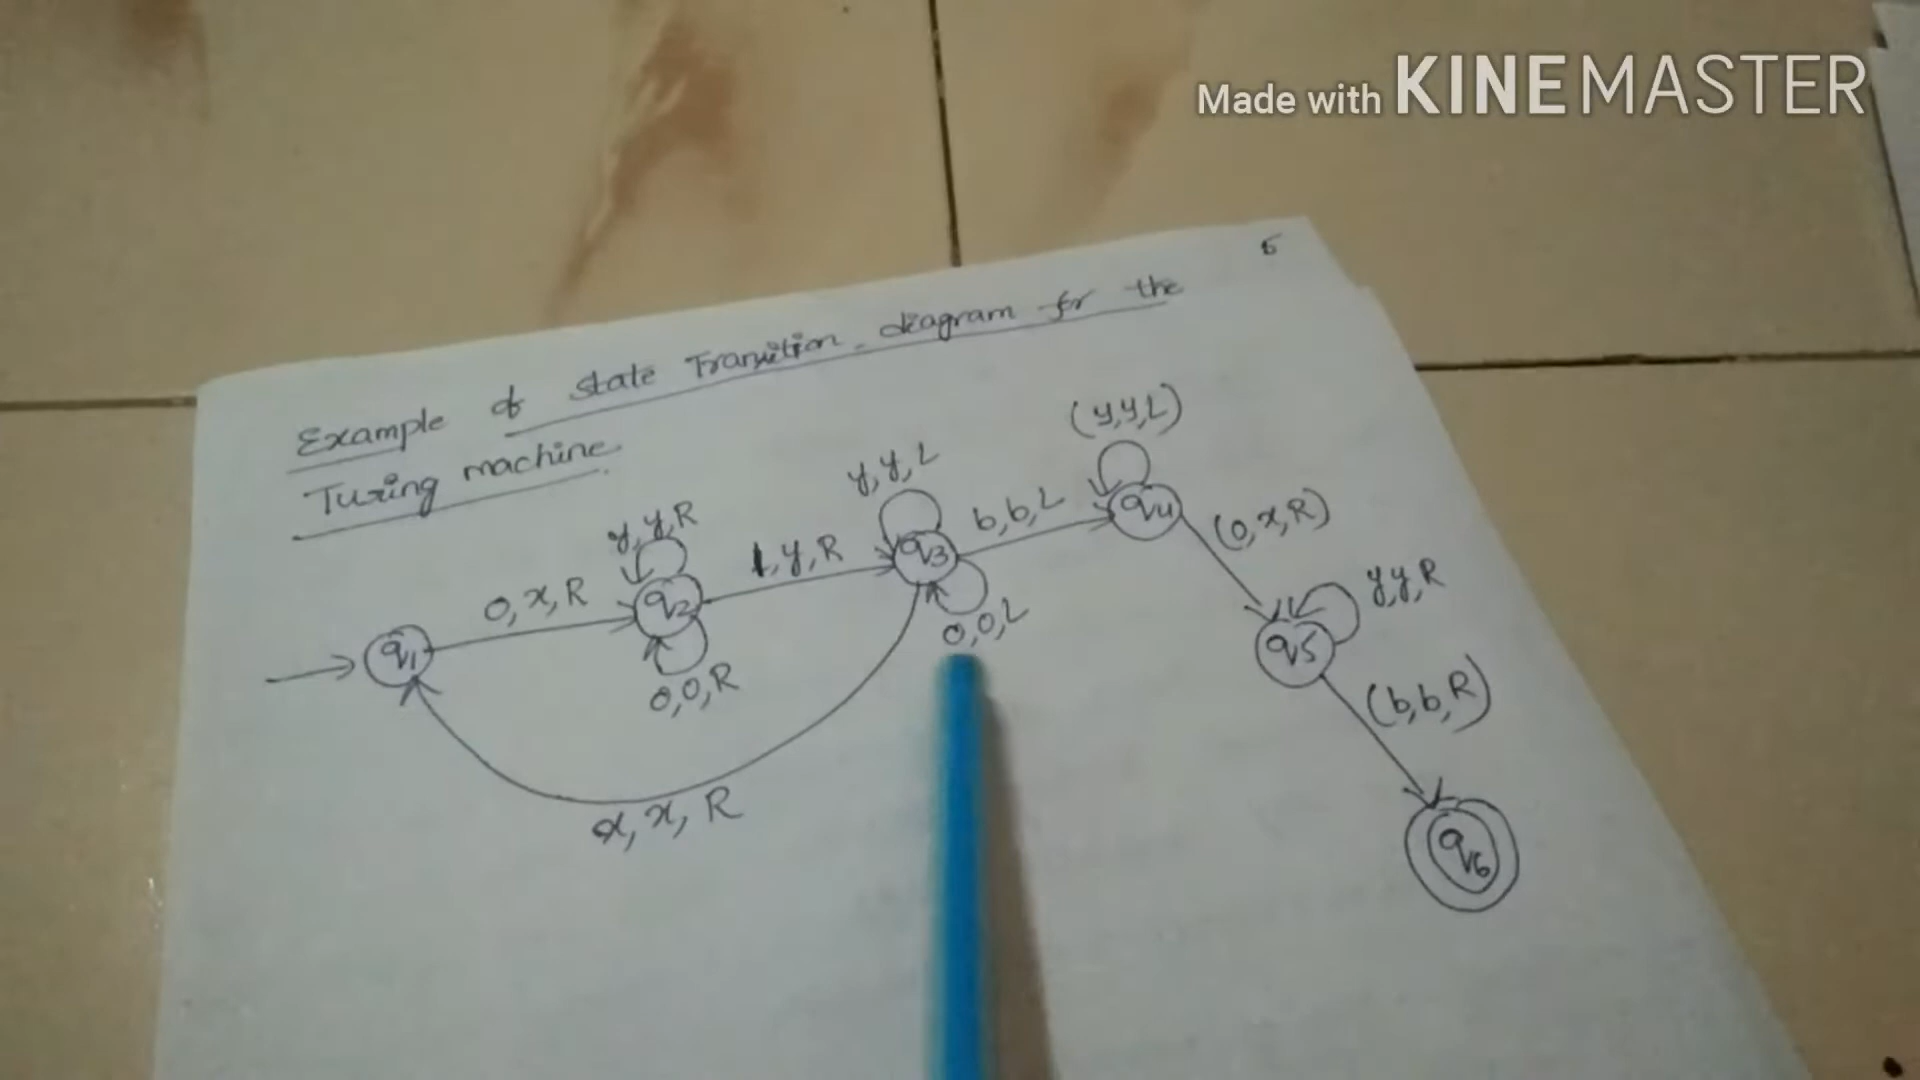 Made with KINEMASTER
5
Example of State Transition diagram for the
Turing machine
(y,y,L)
y,y,L
b,b,L
q4
(0,x,R)
y,y,R
1,y,R
q3
y,y,R
0,x,R
q2
0,0,L
q5
q1
0,0,R
(b,b,R)
x,x,R
q6